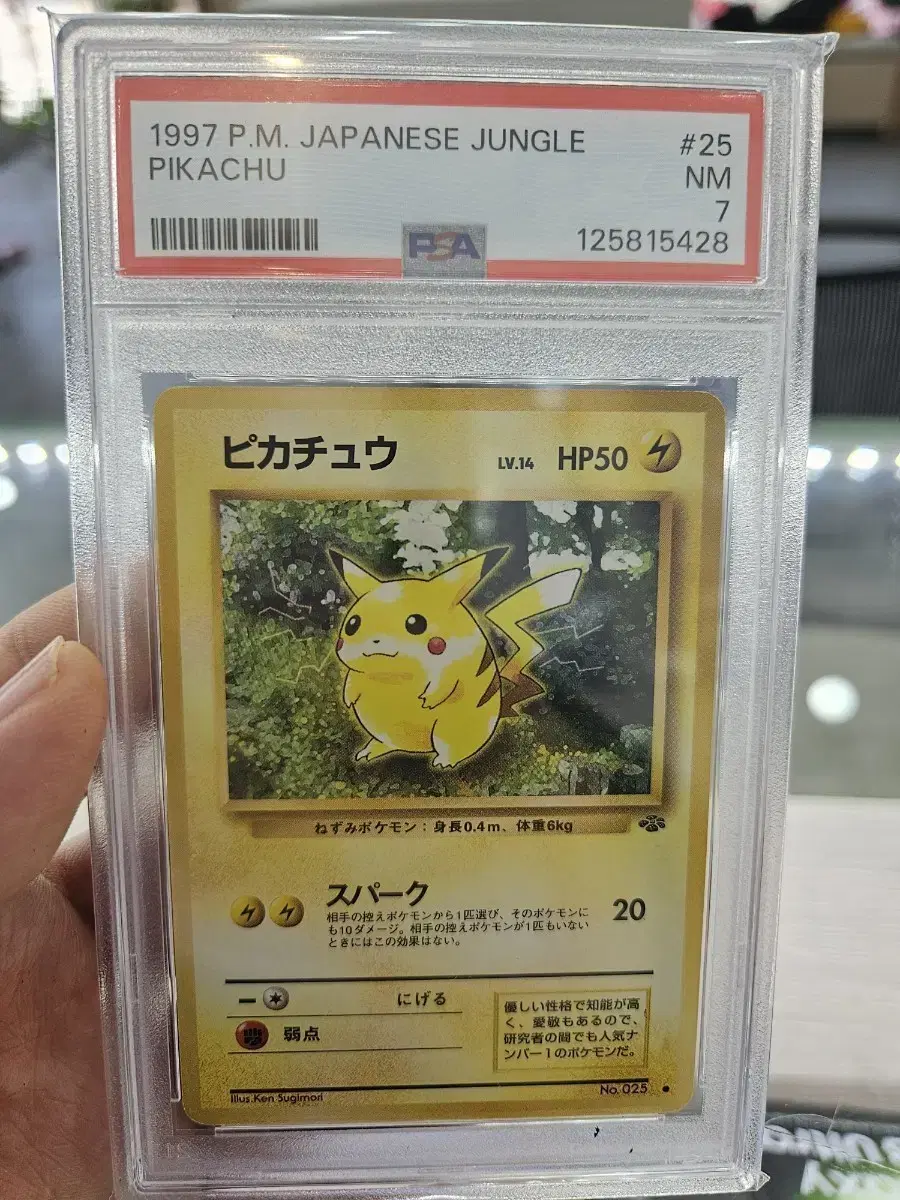 1997 P.M. JAPANESE JUNGLE #25
PIKACHU NM
7
PSA 125815428
ピカチュウ LV.14 HP50
ねずみポケモン：身長0.4m、体重6kg
スパーク 20
相手の控えポケモンから1匹選び、そのポケモンに
も10ダメージ。相手の控えポケモンが1匹もいない
ときにはこの効果はない。
にげる
弱点
優しい性格で知能が高
く、愛敬もあるので、
研究者の間でも人気ナ
ンバー1のポケモンだ。
Illus.Ken Sugimori No.025